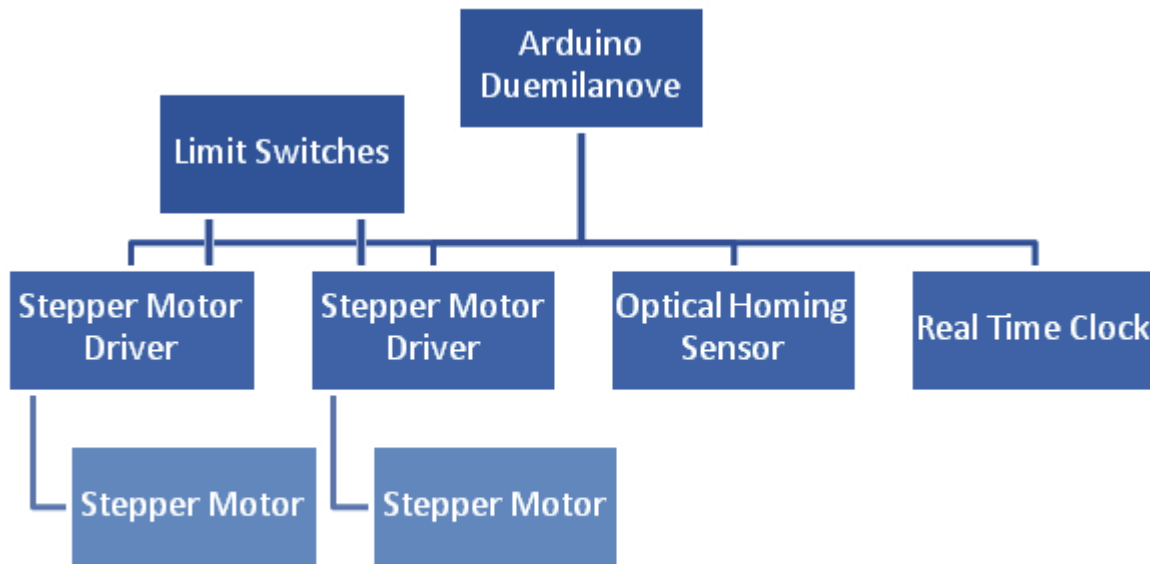 Arduino
Duemilanove
Limit Switches
Stepper Motor
Driver
Stepper Motor
Driver
Optical Homing
Sensor
Real Time Clock
Stepper Motor
Stepper Motor